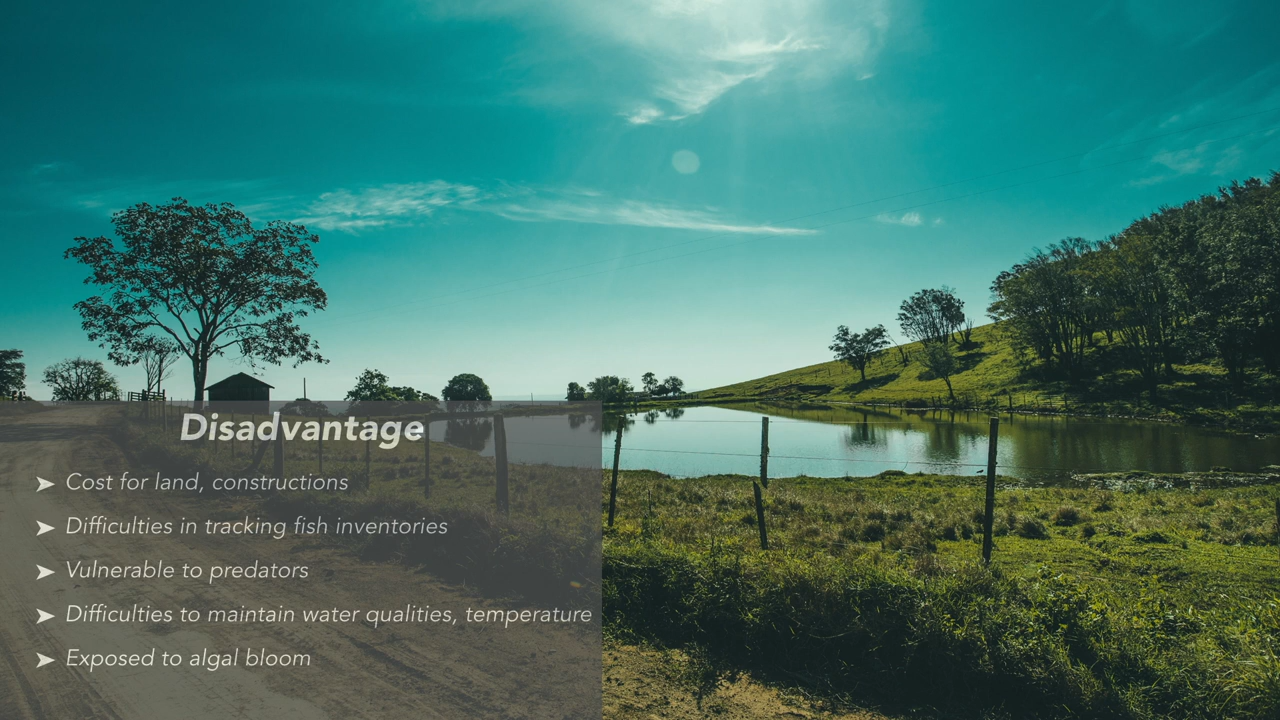 Disadvantage
➤ Cost for land, constructions
➤ Difficulties in tracking fish inventories
➤ Vulnerable to predators
➤ Difficulties to maintain water qualities, temperature
➤ Exposed to algal bloom